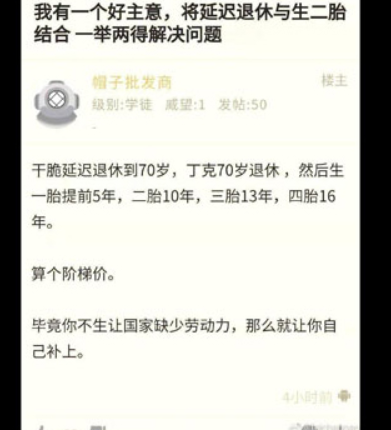 我有一个好主意，将延迟退休与生二胎
结合 一举两得解决问题
帽子批发商
楼主
级别:学徒 威望:1 发帖:50
干脆延迟退休到70岁，丁克70岁退休 ，然后生
一胎提前5年，二胎10年，三胎13年，四胎16
年。
算个阶梯价。
毕竟你不生让国家缺少劳动力，那么就让你自
己补上。
4小时前